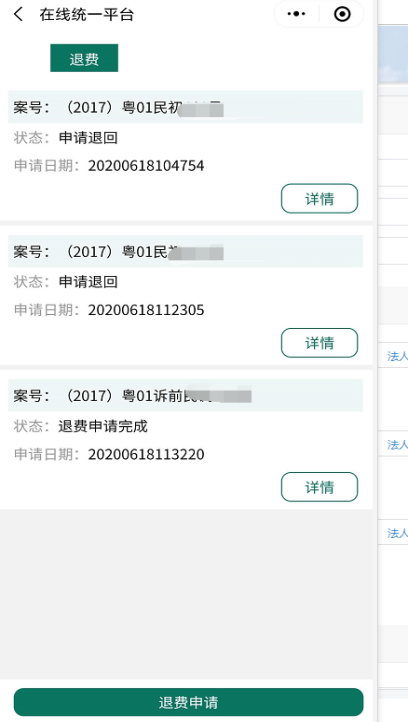 在线统一平台
退费
案号：（2017）粤01民初
状态：申请退回
申请日期：20200618104754
详情
案号：（2017）粤01民
状态：申请退回
申请日期：20200618112305
详情
案号：（2017）粤01诉前民
状态：退费申请完成
申请日期：20200618113220
详情
退费申请
法人
法人
法人